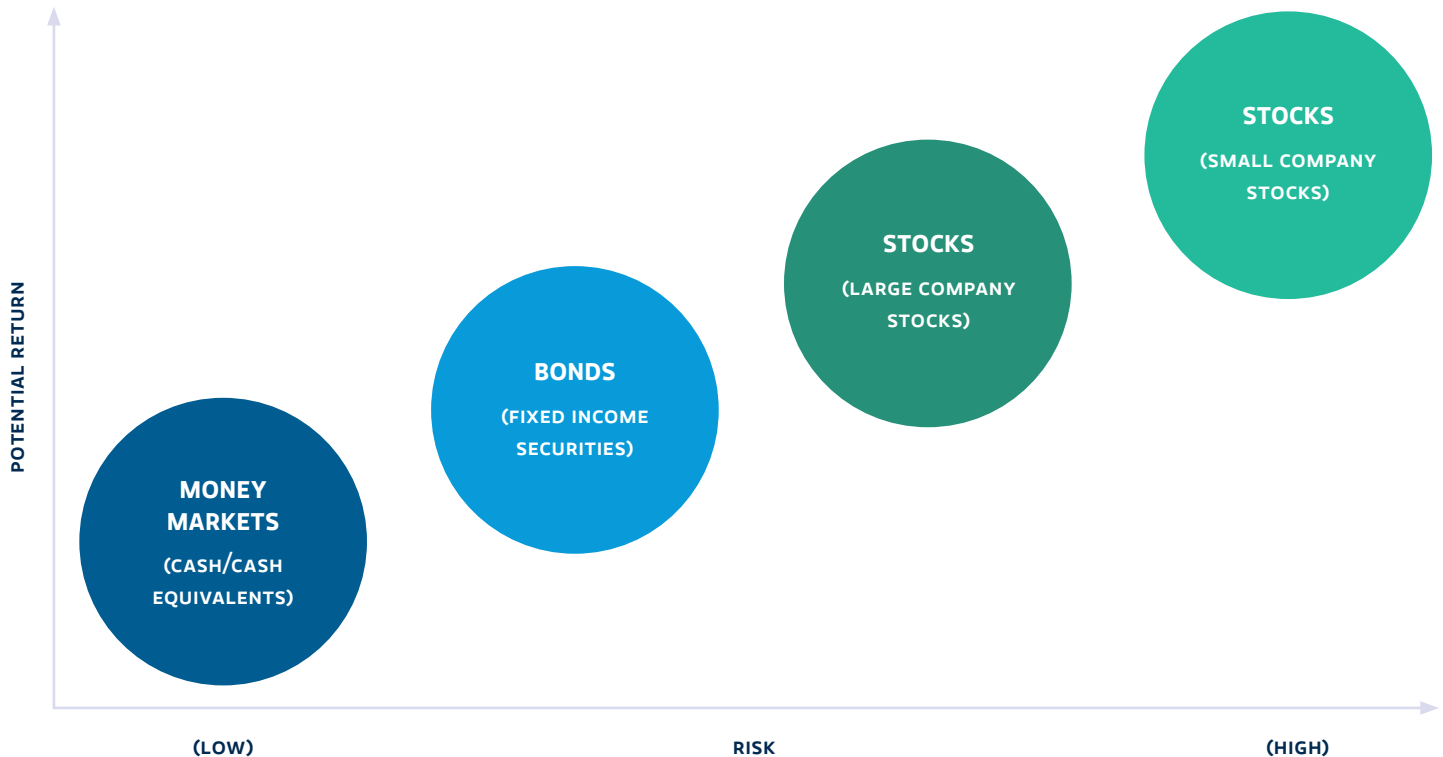 POTENTIAL RETURN
MONEY
MARKETS
(CASH/CASH
EQUIVALENTS)
BONDS
(FIXED INCOME
SECURITIES)
STOCKS
(LARGE COMPANY
STOCKS)
STOCKS
(SMALL COMPANY
STOCKS)
(LOW)
RISK
(HIGH)